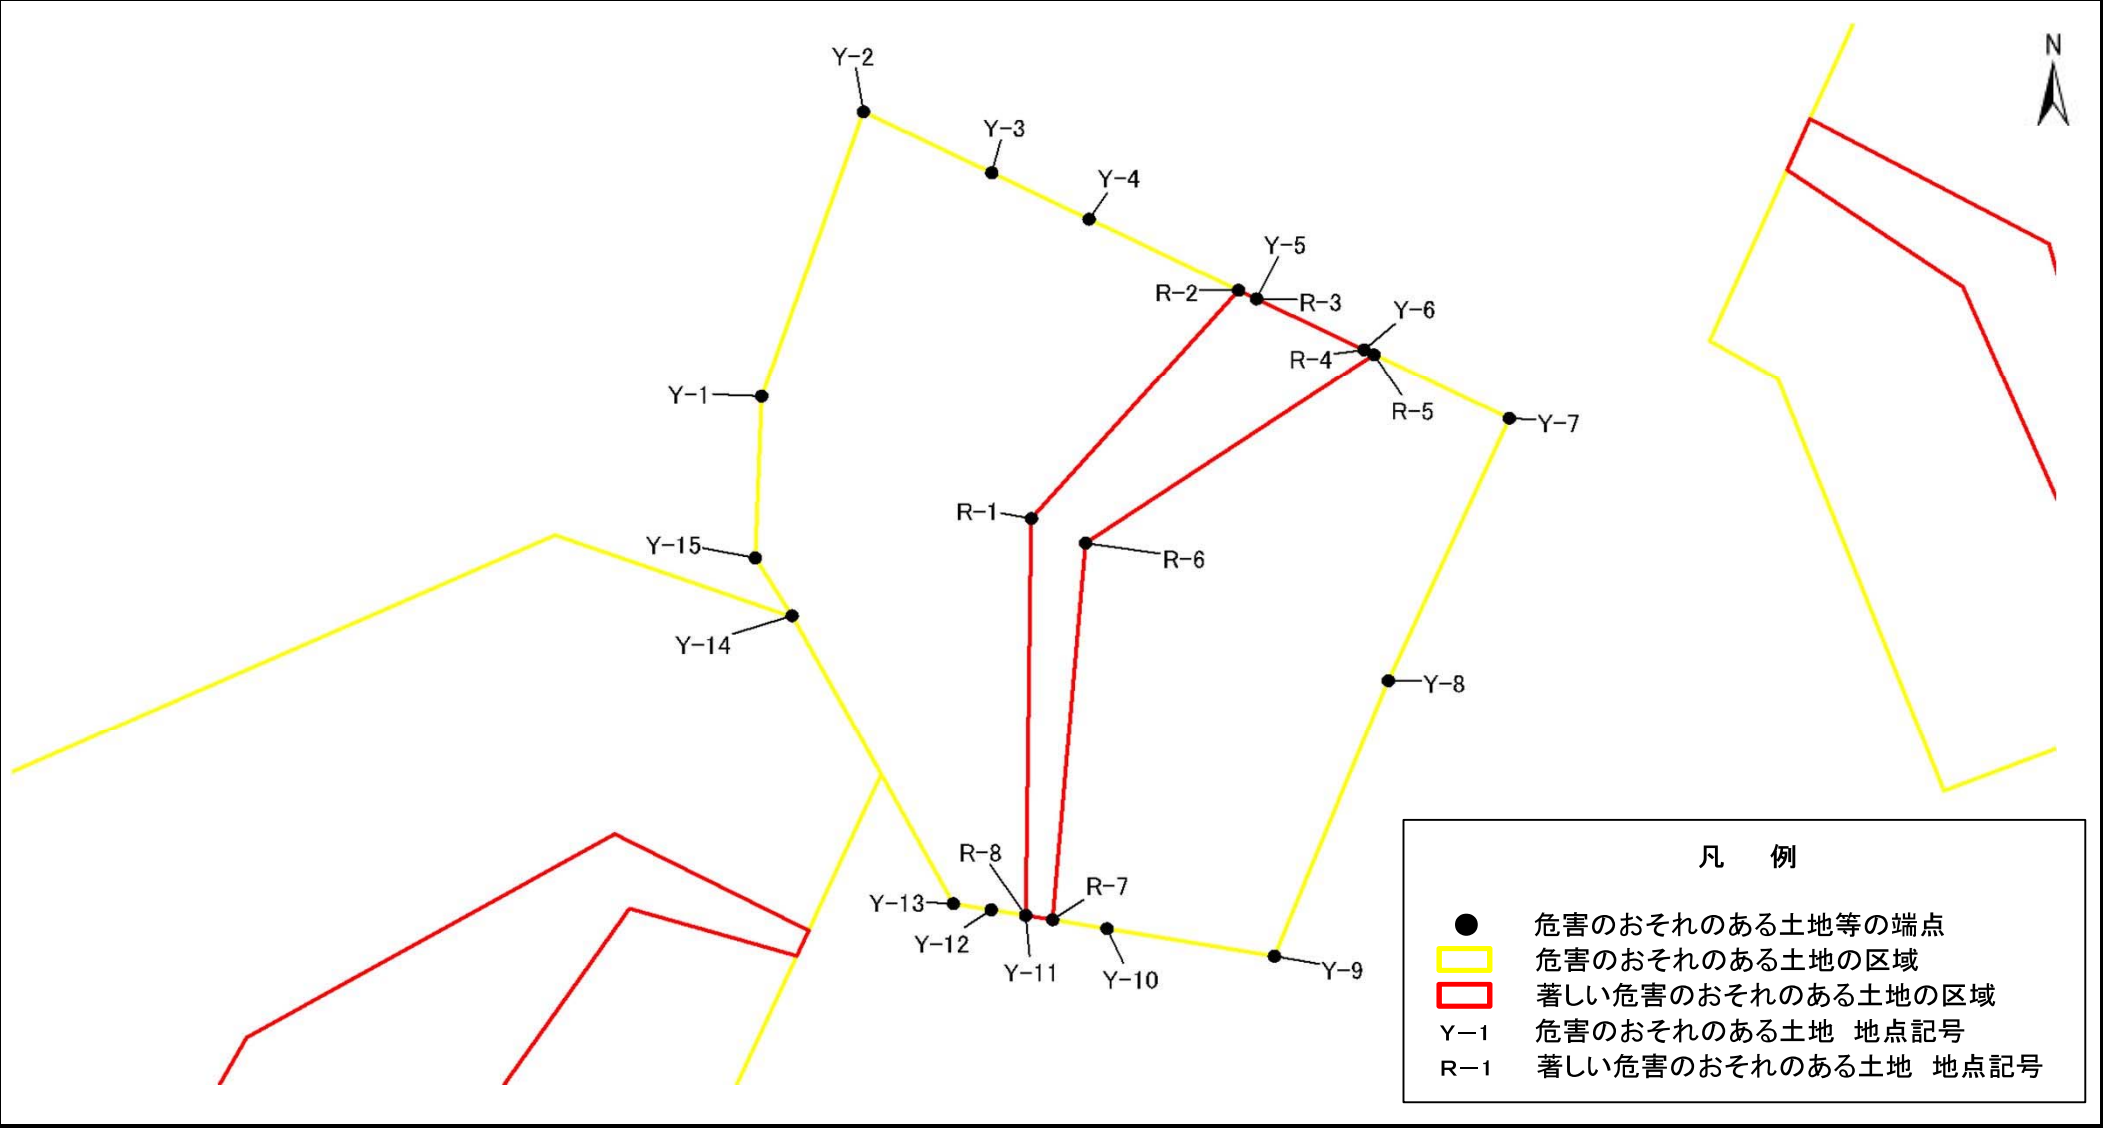 N
Y-2
Y-3
Y-4
Y-5
R-2
R-3
Y-6
R-4
R-5
Y-7
Y-1
R-1
Y-15
R-6
Y-14
Y-8
R-8
R-7
Y-13
Y-12
Y-11
Y-10
Y-9
凡 例
危害のおそれのある土地等の端点
危害のおそれのある土地の区域
著しい危害のおそれのある土地の区域
Y-1 危害のおそれのある土地 地点記号
R-1 著しい危害のおそれのある土地 地点記号